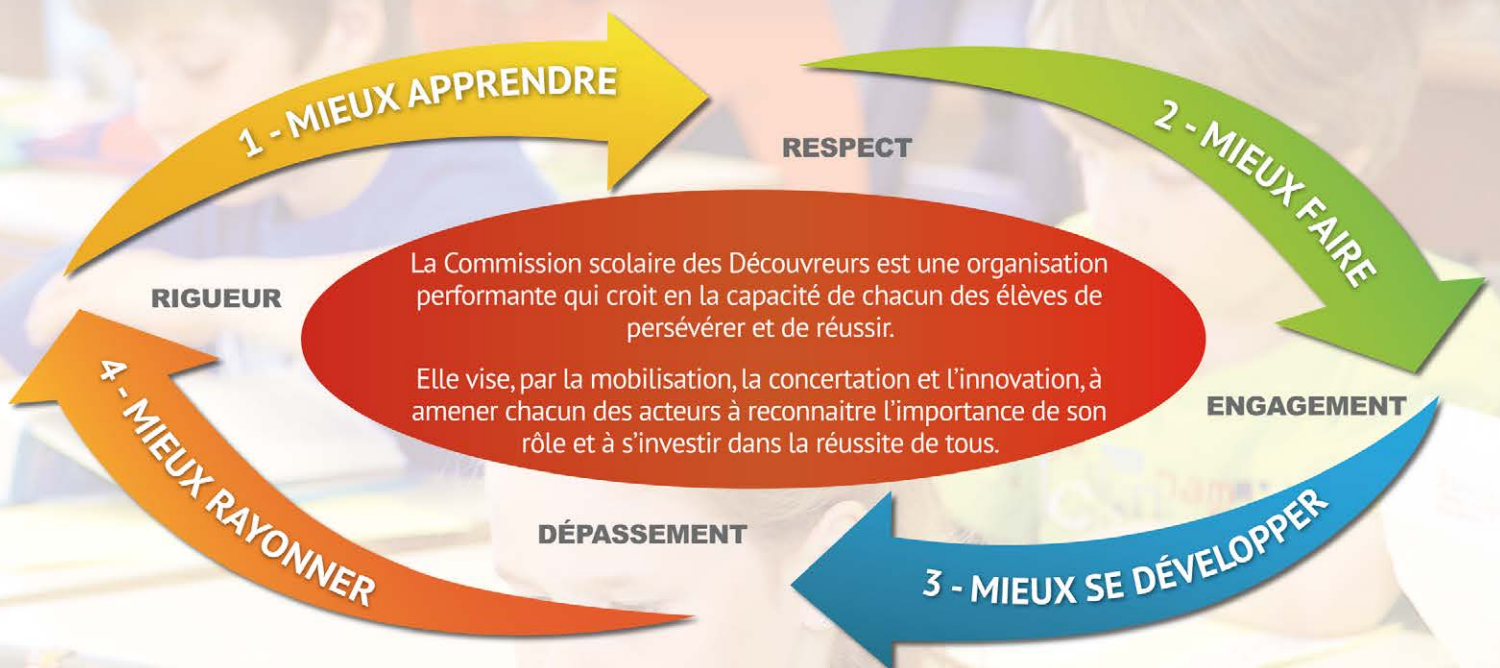 1 - MIEUX APPRENDRE
2 - MIEUX FAIRE
RESPECT
RIGUEUR
La Commission scolaire des Découvreurs est une organisation
performante qui croit en la capacité de chacun des élèves de
persévérer et de réussir.
Elle vise, par la mobilisation, la concertation et l'innovation, à
amener chacun des acteurs à reconnaitre l'importance de son
rôle et à s'investir dans la réussite de tous.
ENGAGEMENT
DÉPASSEMENT
3 - MIEUX SE DÉVELOPPER
4 - MIEUX RAYONNER